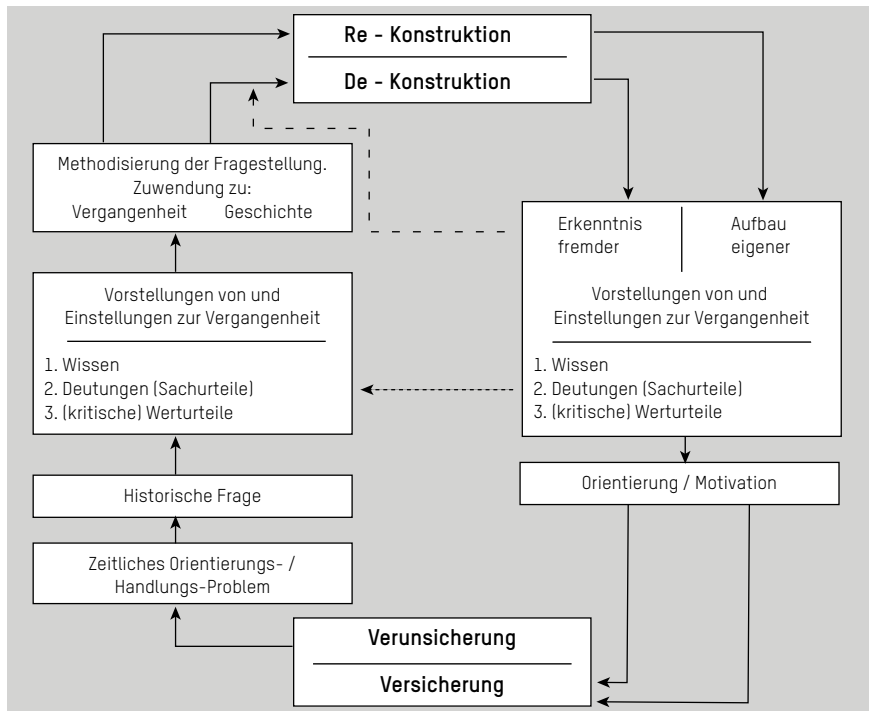 Re - Konstruktion
De - Konstruktion
Methodisierung der Fragestellung.
Zuwendung zu:
Vergangenheit Geschichte
Vorstellungen von und
Einstellungen zur Vergangenheit
1. Wissen
2. Deutungen (Sachurteile)
3. (kritische) Werturteile
Historische Frage
Zeitliches Orientierungs- /
Handlungs-Problem
Erkenntnis
fremder
Aufbau
eigener
Vorstellungen von und
Einstellungen zur Vergangenheit
1. Wissen
2. Deutungen (Sachurteile)
3. (kritische) Werturteile
Orientierung / Motivation
Verunsicherung
Versicherung